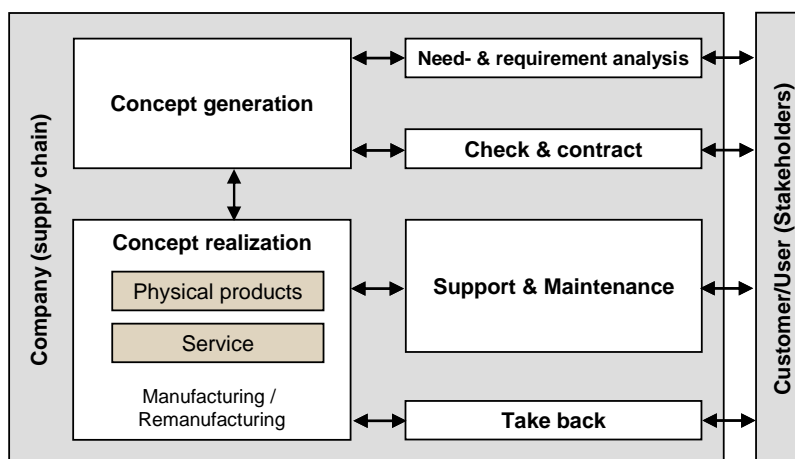 Company (supply chain)
Concept generation
Need- & requirement analysis
Check & contract
Concept realization
Physical products
Service
Manufacturing /
Remanufacturing
Support & Maintenance
Take back
Customer/User (Stakeholders)